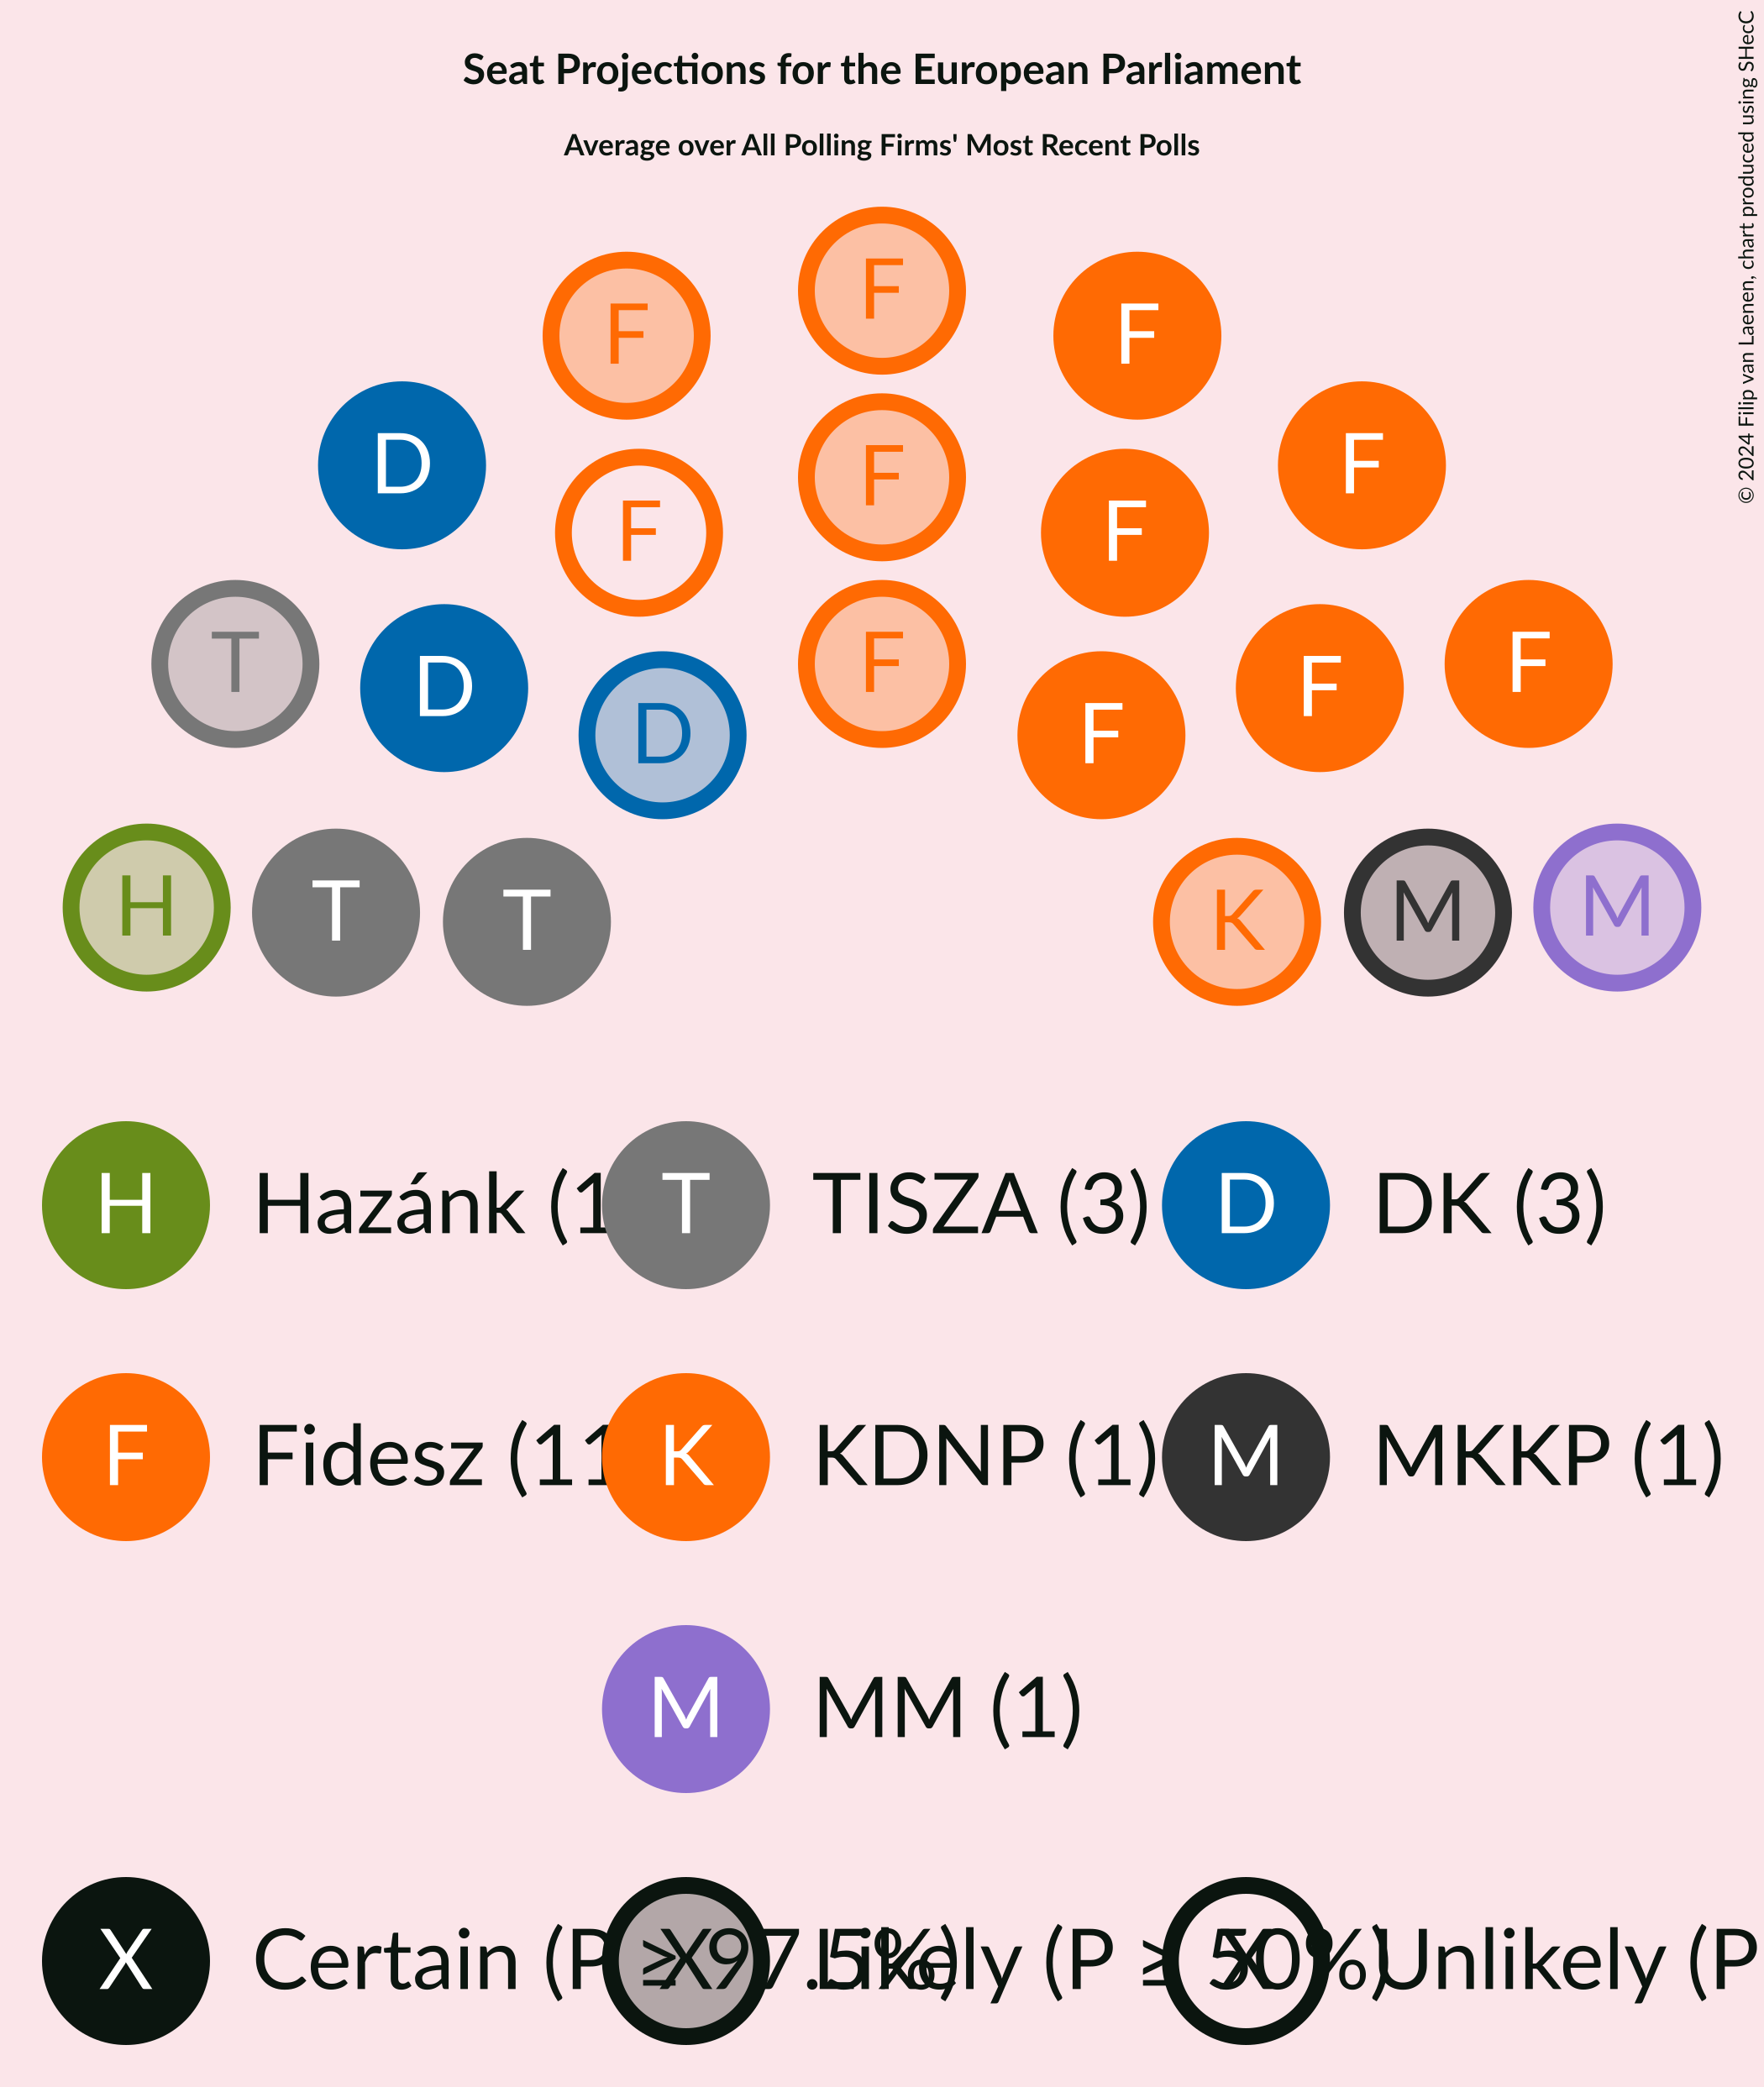 Seat Projections for the European Parliament
Average over All Polling Firms' Most Recent Polls
© 2024 Filip van Laenen, chart produced using SHecC
F
F
F
D
F
F
F
F
F
T
D
D
F
F
F
F
H
T
T
K
M
M
H Hazánk (1 T TISZA (3) D DK (3)
F Fidesz (11 K KDNP (1) M MKKP (1)
M MM (1)
X Certain (P ≥ 97.5%) X Likely (P ≥ 50%) X Unlikely (P